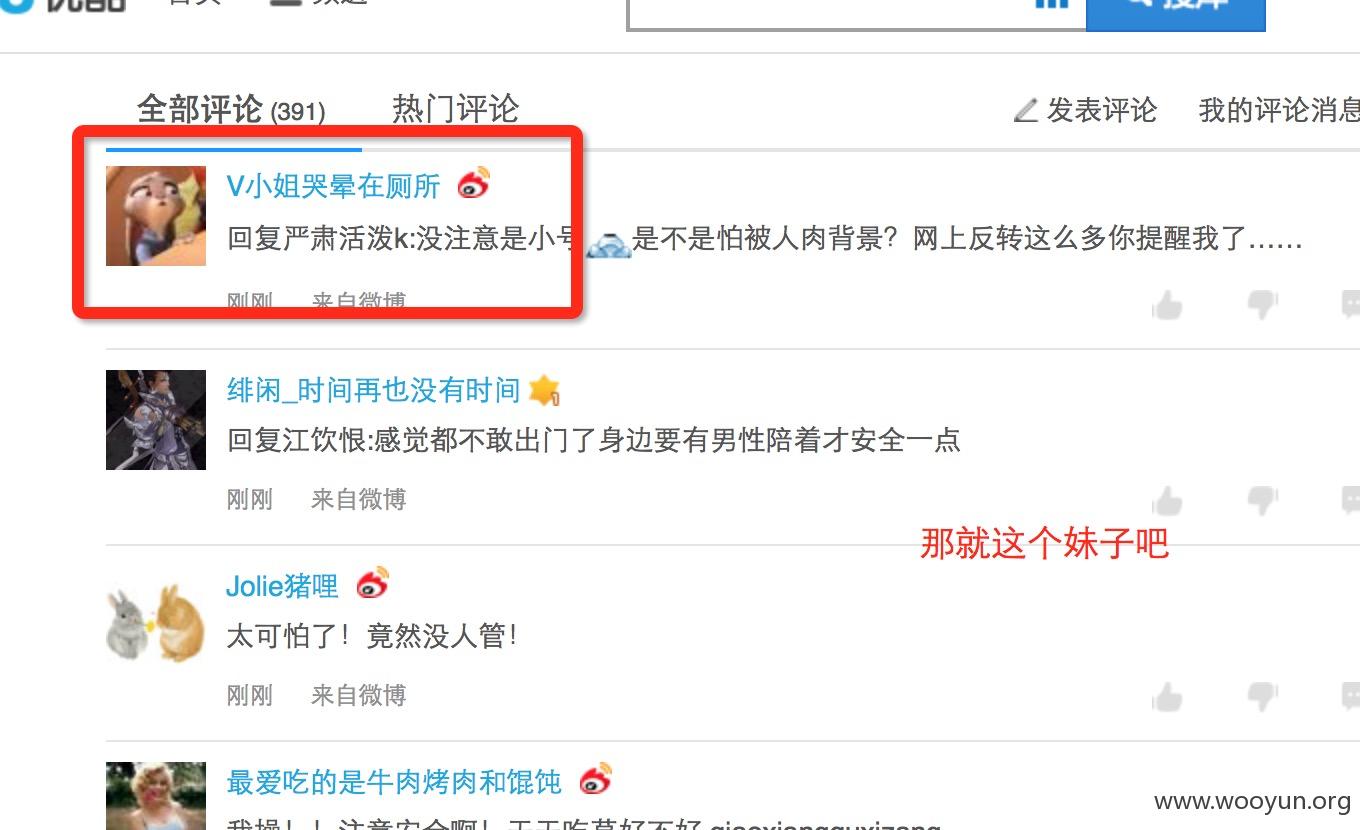 优酷 首页 频道 搜库
全部评论 (391) 热门评论 发表评论 我的评论消息
V小姐哭晕在厕所
回复严肃活泼k:没注意是小号 是不是怕被人肉背景？网上反转这么多你提醒我了……
刚刚 来自微博
绯闲_时间再也没有时间
回复江饮恨:感觉都不敢出门了身边要有男性陪着才安全一点
刚刚 来自微博
那就这个妹子吧
Jolie猪哩
太可怕了！竟然没人管！
刚刚 来自微博
最爱吃的是牛肉烤肉和馄饨
www.wooyun.org